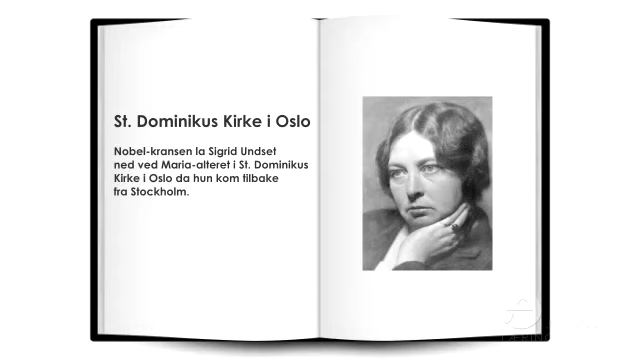 St. Dominikus Kirke i Oslo
Nobel-kransen la Sigrid Undset
ned ved Maria-alteret i St. Dominikus
Kirke i Oslo da hun kom tilbake
fra Stockholm.